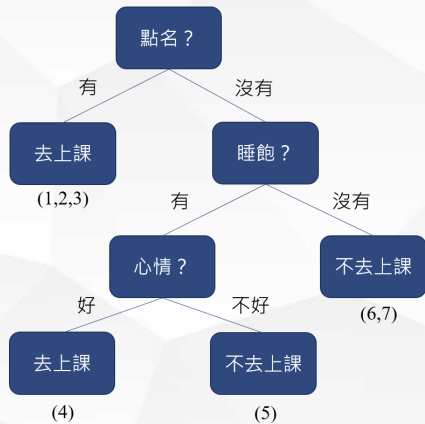 點名？
有
沒有
去上課
睡飽？
(1,2,3)
有
沒有
心情？
不去上課
(6,7)
好
不好
去上課
不去上課
(4)
(5)